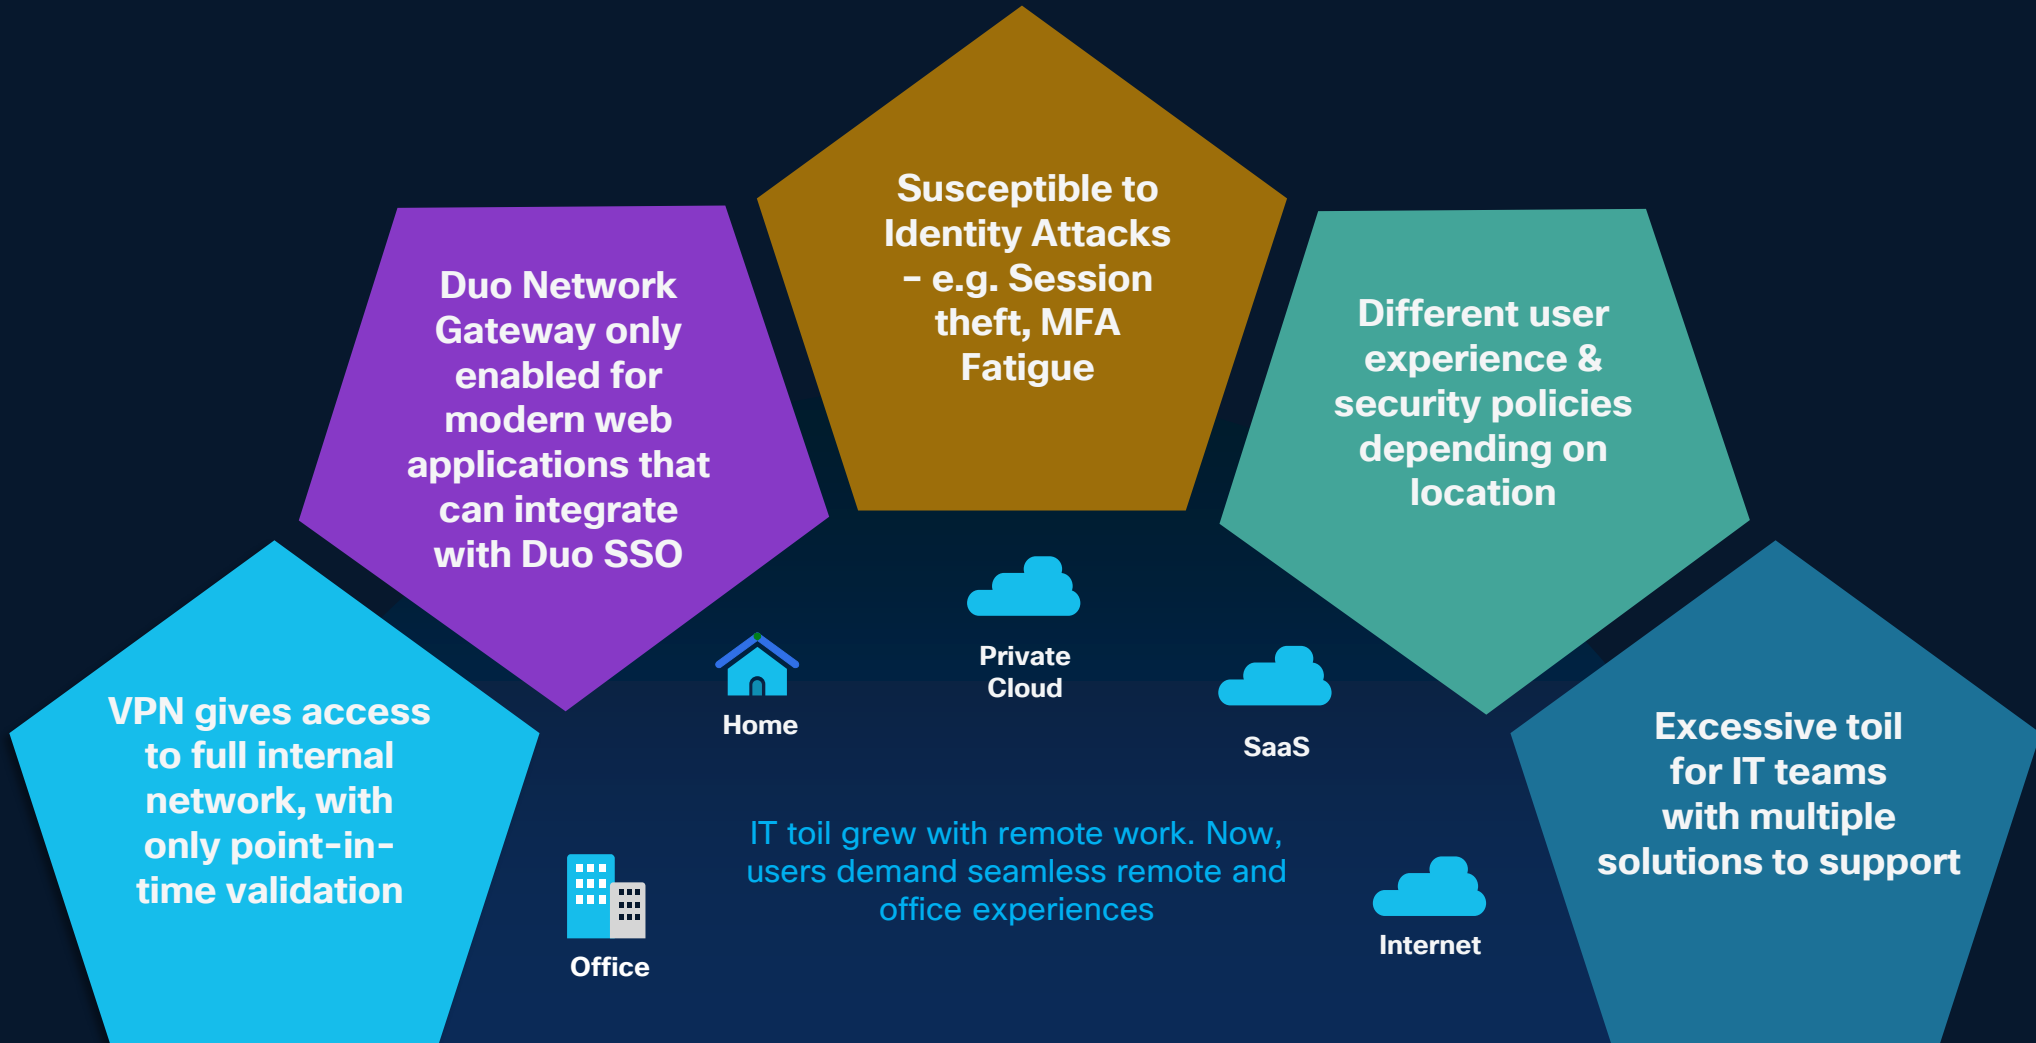 VPN gives access
to full internal
network, with
only point-in-
time validation
Duo Network
Gateway only
enabled for
modern web
applications that
can integrate
with Duo SSO
Susceptible to
Identity Attacks
– e.g. Session
theft, MFA
Fatigue
Different user
experience &
security policies
depending on
location
Excessive toil
for IT teams
with multiple
solutions to support
Office
Home
Private
Cloud
SaaS
Internet
IT toil grew with remote work. Now,
users demand seamless remote and
office experiences